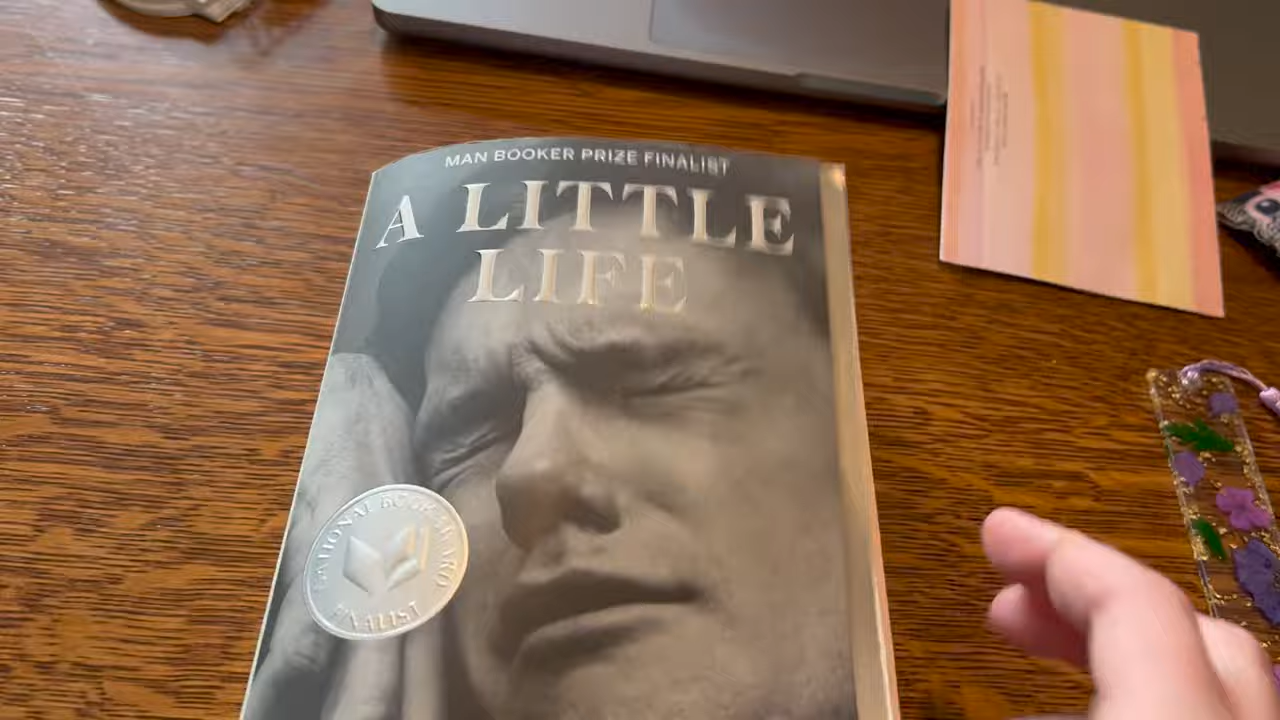 MAN BOOKER PRIZE FINALIST
A LITTLE
LIFE
NATIONAL BOOK AWARD
FINALIST